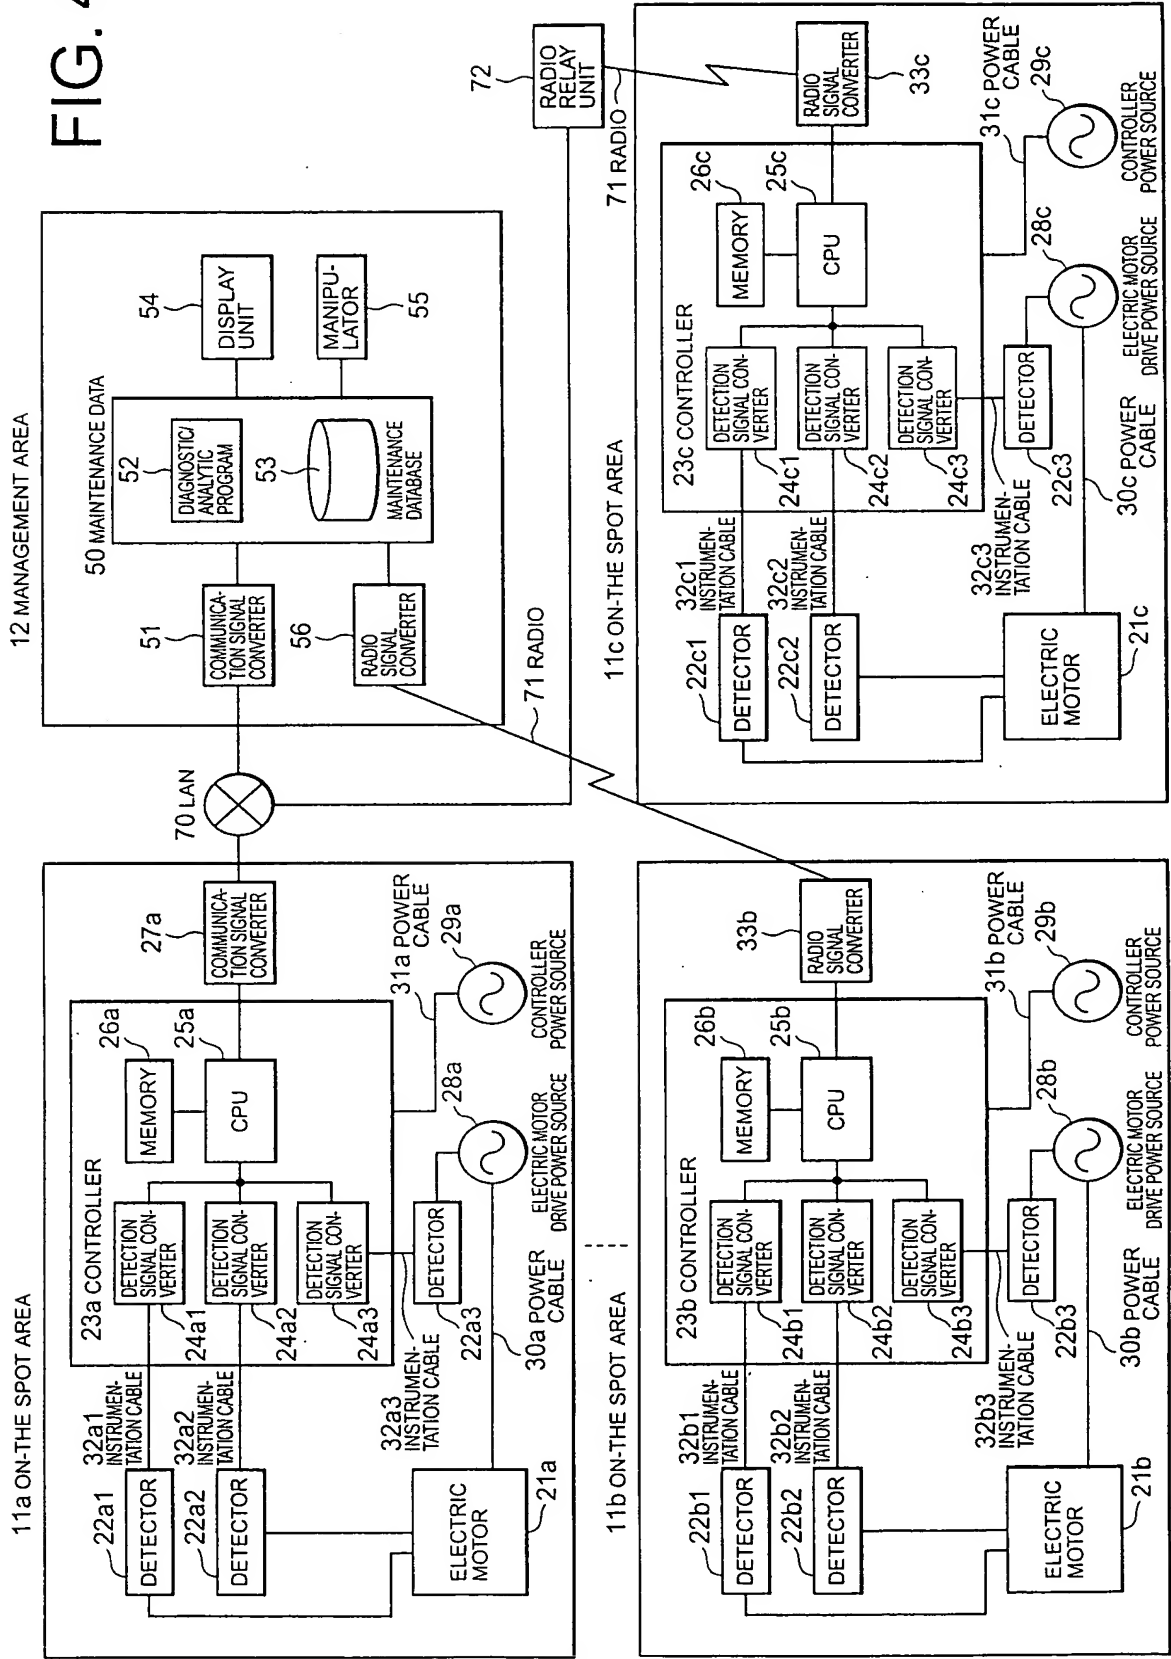 FIG. 4
12 MANAGEMENT AREA
50 MAINTENANCE DATA
52
DIAGNOSTIC/
ANALYTIC
PROGRAM
53
MAINTENANCE
DATABASE
54
DISPLAY
UNIT
55
MANIPU-
LATOR
51
COMMUNICA-
TION SIGNAL
CONVERTER
56
RADIO
SIGNAL
CONVERTER
70 LAN
71 RADIO
72
RADIO
RELAY
UNIT
71 RADIO
11a ON-THE SPOT AREA
27a
COMMUNICA-
TION SIGNAL
CONVERTER
23a CONTROLLER
26a
MEMORY
25a
CPU
DETECTION
SIGNAL CON-
VERTER
24a1
DETECTION
SIGNAL CON-
VERTER
24a2
DETECTION
SIGNAL CON-
VERTER
24a3
32a1
INSTRUMEN-
TATION CABLE
32a2
INSTRUMEN-
TATION CABLE
32a3
INSTRUMEN-
TATION CABLE
22a1
DETECTOR
22a2
DETECTOR
DETECTOR
22a3
ELECTRIC
MOTOR
21a
30a POWER
CABLE
31a POWER
CABLE
28a
ELECTRIC MOTOR
DRIVE POWER SOURCE
29a
CONTROLLER
POWER SOURCE
11b ON-THE SPOT AREA
33b
RADIO
SIGNAL
CONVERTER
23b CONTROLLER
26b
MEMORY
25b
CPU
DETECTION
SIGNAL CON-
VERTER
24b1
DETECTION
SIGNAL CON-
VERTER
24b2
DETECTION
SIGNAL CON-
VERTER
24b3
32b1
INSTRUMEN-
TATION CABLE
32b2
INSTRUMEN-
TATION CABLE
32b3
INSTRUMEN-
TATION CABLE
22b1
DETECTOR
22b2
DETECTOR
DETECTOR
22b3
ELECTRIC
MOTOR
21b
30b POWER
CABLE
31b POWER
CABLE
28b
ELECTRIC MOTOR
DRIVE POWER SOURCE
29b
CONTROLLER
POWER SOURCE
11c ON-THE SPOT AREA
RADIO
SIGNAL
CONVERTER
33c
23c CONTROLLER
26c
MEMORY
25c
CPU
DETECTION
SIGNAL CON-
VERTER
24c1
DETECTION
SIGNAL CON-
VERTER
24c2
DETECTION
SIGNAL CON-
VERTER
24c3
32c1
INSTRUMEN-
TATION CABLE
32c2
INSTRUMEN-
TATION CABLE
32c3
INSTRUMEN-
TATION CABLE
22c1
DETECTOR
22c2
DETECTOR
DETECTOR
22c3
ELECTRIC
MOTOR
21c
30c POWER
CABLE
31c POWER
CABLE
28c
ELECTRIC MOTOR
DRIVE POWER SOURCE
29c
CONTROLLER
POWER SOURCE